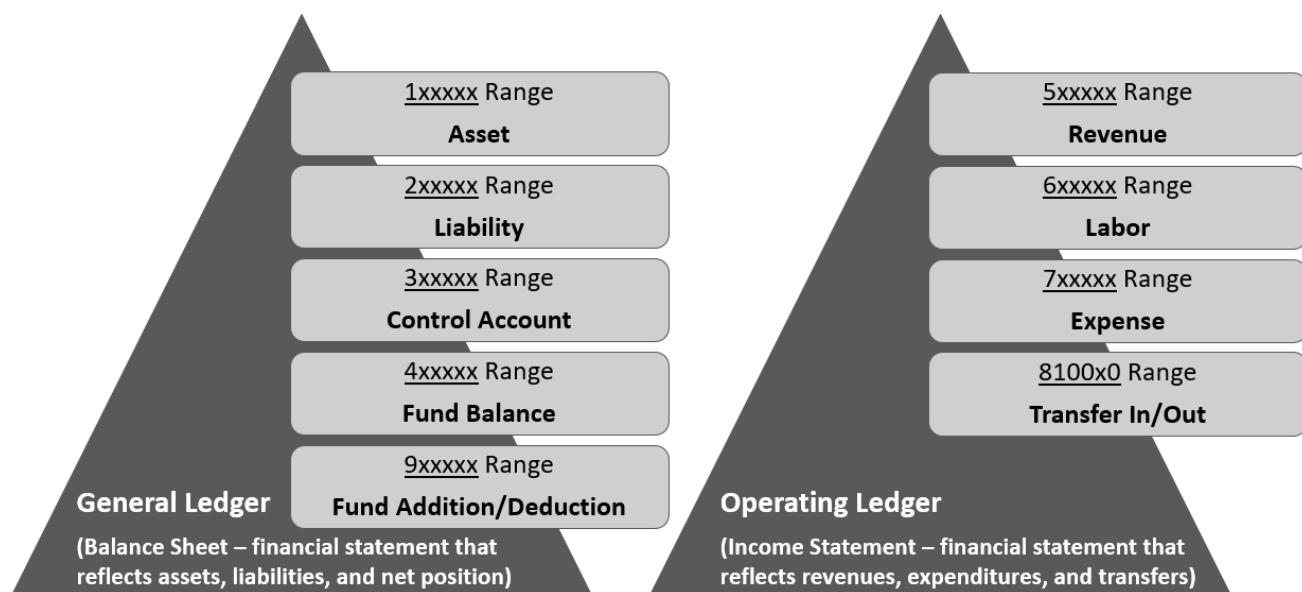 1xxxxx Range
Asset
2xxxxx Range
Liability
3xxxxx Range
Control Account
4xxxxx Range
Fund Balance
9xxxxx Range
Fund Addition/Deduction
General Ledger
(Balance Sheet – financial statement that
reflects assets, liabilities, and net position)
5xxxxx Range
Revenue
6xxxxx Range
Labor
7xxxxx Range
Expense
8100x0 Range
Transfer In/Out
Operating Ledger
(Income Statement – financial statement that
reflects revenues, expenditures, and transfers)